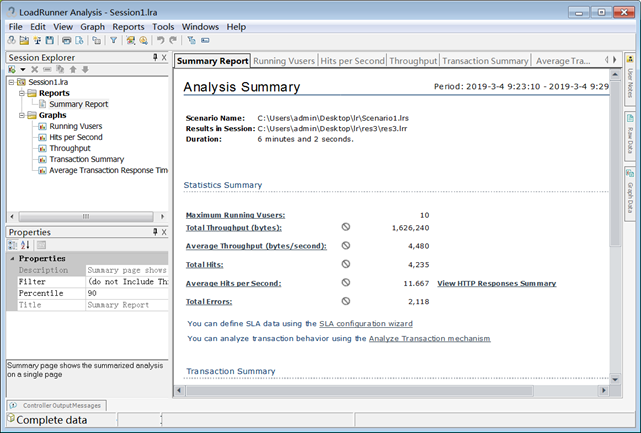 LoadRunner Analysis - Session1.lra
File Edit View Graph Reports Tools Windows Help
Session Explorer
Session1.lra
Reports
Summary Report
Graphs
Running Vusers
Hits per Second
Throughput
Transaction Summary
Average Transaction Response Time
Properties
Properties
Description Summary page shows
Filter (do not Include Thi
Percentile 90
Title Summary Report
Summary page shows the summarized analysis
on a single page
Summary Report Running Vusers Hits per Second Throughput Transaction Summary Average Tra...
Analysis Summary Period: 2019-3-4 9:23:10 - 2019-3-4 9:29
Scenario Name: C:\Users\admin\Desktop\lr\Scenario1.lrs
Results in Session: C:\Users\admin\Desktop\lr\res3\res3.lrr
Duration: 6 minutes and 2 seconds.
Statistics Summary
Maximum Running Vusers: 10
Total Throughput (bytes): 1,626,240
Average Throughput (bytes/second): 4,480
Total Hits: 4,235
Average Hits per Second: 11.667 View HTTP Responses Summary
Total Errors: 2,118
You can define SLA data using the SLA configuration wizard
You can analyze transaction behavior using the Analyze Transaction mechanism
Transaction Summary
User Notes
Raw Data
Graph Data
Controller Output Messages
Complete data